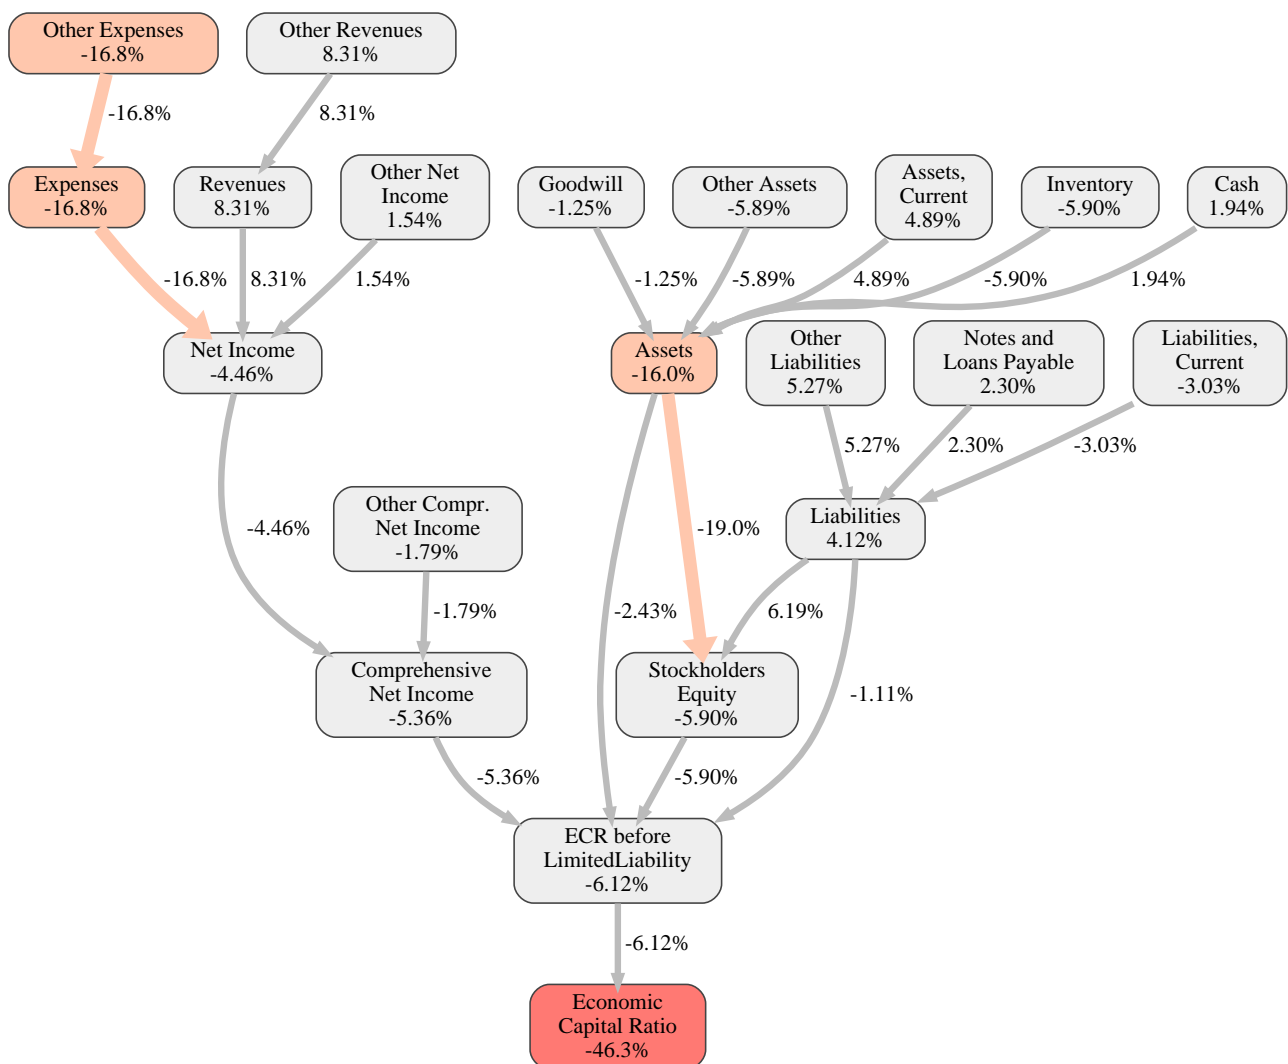 Other Expenses
-16.8%
Other Revenues
8.31%
-16.8%
8.31%
Expenses
-16.8%
Revenues
8.31%
Other Net
Income
1.54%
Goodwill
-1.25%
Other Assets
-5.89%
Assets,
Current
4.89%
Inventory
-5.90%
Cash
1.94%
-16.8%
8.31%
1.54%
-1.25%
-5.89%
4.89%
-5.90%
1.94%
Net Income
-4.46%
Assets
-16.0%
Other
Liabilities
5.27%
Notes and
Loans Payable
2.30%
Liabilities,
Current
-3.03%
5.27%
2.30%
-3.03%
Other Compr.
Net Income
-1.79%
Liabilities
4.12%
-4.46%
-19.0%
-1.79%
-2.43%
6.19%
Comprehensive
Net Income
-5.36%
Stockholders
Equity
-5.90%
-1.11%
-5.36%
-5.90%
ECR before
LimitedLiability
-6.12%
-6.12%
Economic
Capital Ratio
-46.3%